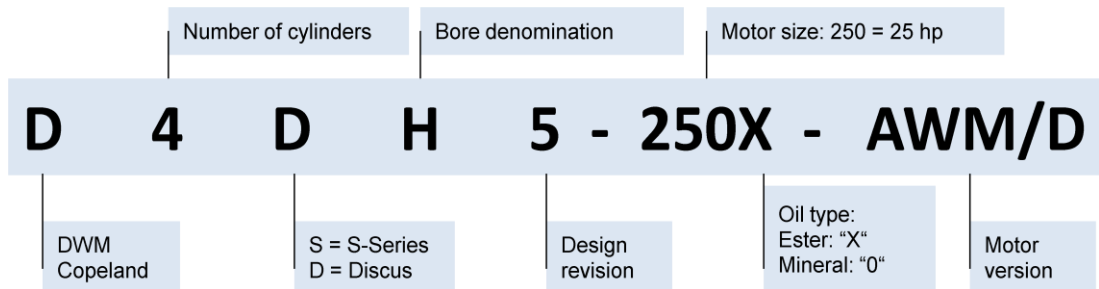 Number of cylinders
Bore denomination
Motor size: 250 = 25 hp
D 4 D H 5 - 250X - AWM/D
DWM
Copeland
S = S-Series
D = Discus
Design
revision
Oil type:
Ester: “X“
Mineral: “0“
Motor
version